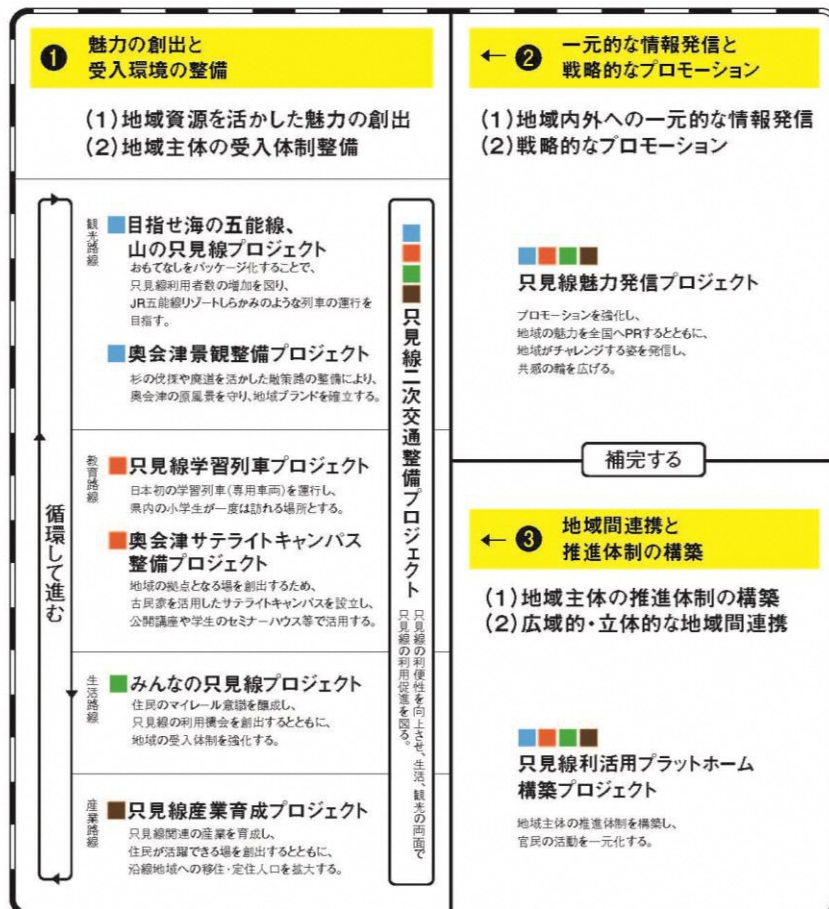 ❶ 魅力の創出と
受入環境の整備
(1)地域資源を活かした魅力の創出
(2)地域主体の受入体制整備
循環して進む
観光路線
目指せ海の五能線、
山の只見線プロジェクト
おもてなしをパッケージ化することで、
只見線利用者数の増加を図り、
JR五能線リゾートしらかみのような列車の運行を
目指す。
奥会津景観整備プロジェクト
杉の伐採や廃道を活かした散策路の整備により、
奥会津の原風景を守り、地域ブランドを確立する。
教育路線
只見線学習列車プロジェクト
日本初の学習列車(専用車両)を運行し、
県内の小学生が一度は訪れる場所とする。
奥会津サテライトキャンパス
整備プロジェクト
地域の拠点となる場を創出するため、
古民家を活用したサテライトキャンパスを設立し、
公開講座や学生のセミナーハウス等で活用する。
生活路線
みんなの只見線プロジェクト
住民のマイレール意識を醸成し、
只見線の利用機会を創出するとともに、
地域の受入体制を強化する。
産業路線
只見線産業育成プロジェクト
只見線関連の産業を育成し、
住民が活躍できる場を創出するとともに、
沿線地域への移住・定住人口を拡大する。
只見線二次交通整備プロジェクト
只見線の利便性を向上させ、生活、観光の両面で
只見線の利用促進を図る。
← ❷ 一元的な情報発信と
戦略的なプロモーション
(1)地域内外への一元的な情報発信
(2)戦略的なプロモーション
只見線魅力発信プロジェクト
プロモーションを強化し、
地域の魅力を全国へPRするとともに、
地域がチャレンジする姿を発信し、
共感の輪を広げる。
補完する
← ❸ 地域間連携と
推進体制の構築
(1)地域主体の推進体制の構築
(2)広域的・立体的な地域間連携
只見線利活用プラットホーム
構築プロジェクト
地域主体の推進体制を構築し、
官民の活動を一元化する。